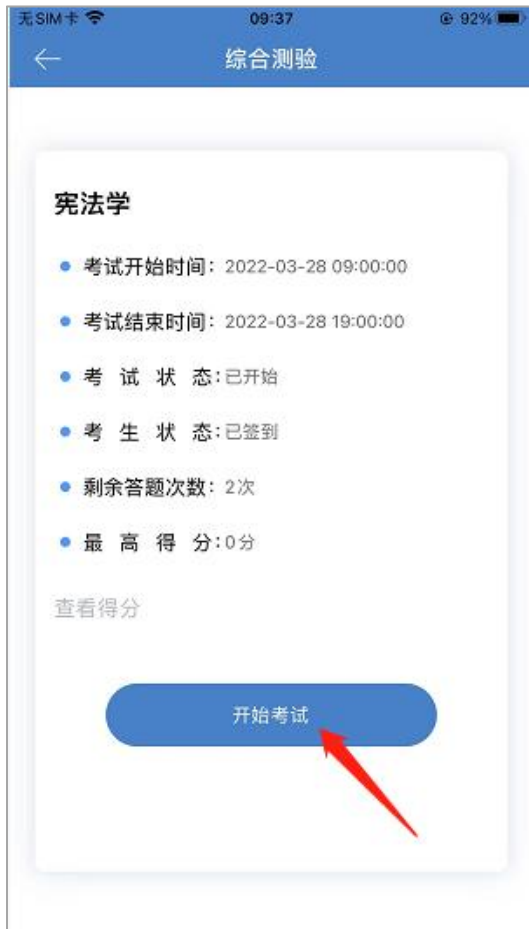 无SIM卡 09:37 92%
综合测验
宪法学
考试开始时间：2022-03-28 09:00:00
考试结束时间：2022-03-28 19:00:00
考 试 状 态：已开始
考 生 状 态：已签到
剩余答题次数：2次
最 高 得 分：0分
查看得分
开始考试